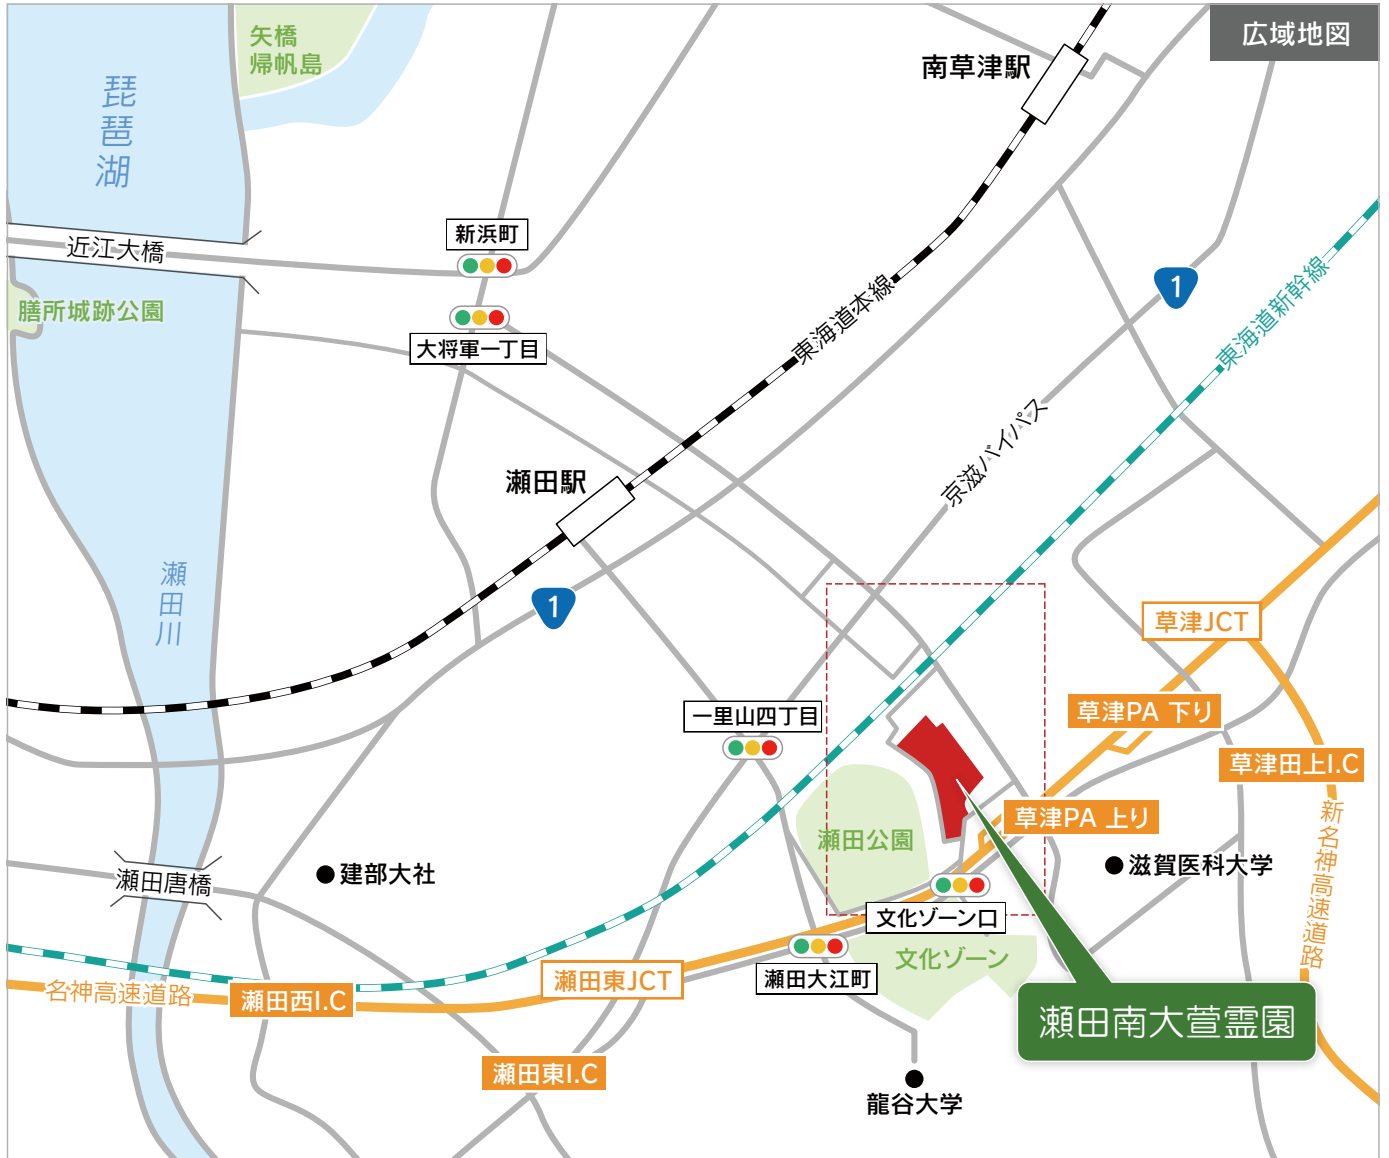 広域地図
矢橋
帰帆島
南草津駅
琵琶湖
新浜町
近江大橋
1
膳所城跡公園
東海道本線
東海道新幹線
大将軍一丁目
京滋バイパス
瀬田駅
瀬田川
1
草津JCT
一里山四丁目
草津PA 下り
草津田上I.C
草津PA 上り
瀬田公園
新名神高速道路
建部大社
滋賀医科大学
瀬田唐橋
文化ゾーン口
文化ゾーン
瀬田大江町
瀬田東JCT
名神高速道路
瀬田西I.C
瀬田南大萱霊園
瀬田東I.C
龍谷大学